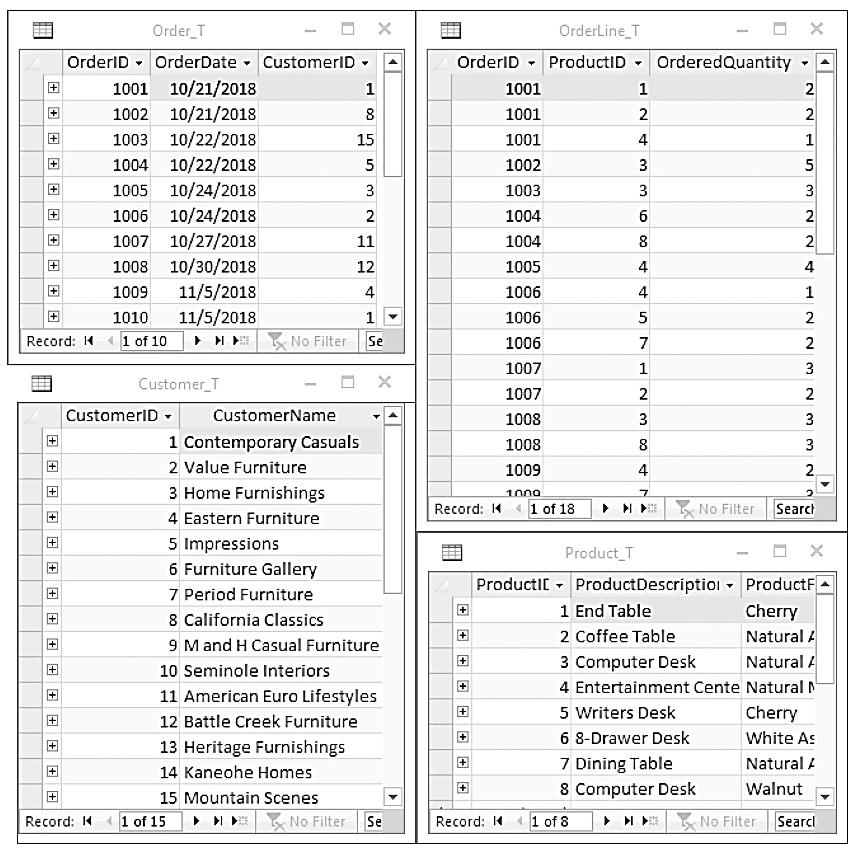 Order_T
OrderID OrderDate CustomerID
1001 10/21/2018 1
1002 10/21/2018 8
1003 10/22/2018 15
1004 10/22/2018 5
1005 10/24/2018 3
1006 10/24/2018 2
1007 10/27/2018 11
1008 10/30/2018 12
1009 11/5/2018 4
1010 11/5/2018 1
Record: 1 of 10 No Filter Se
OrderLine_T
OrderID ProductID OrderedQuantity
1001 1 2
1001 2 2
1001 4 1
1002 3 5
1003 3 3
1004 6 2
1004 8 2
1005 4 4
1006 4 1
1006 5 2
1006 7 2
1007 1 3
1007 2 2
1008 3 3
1008 8 3
1009 4 2
1009 7
Record: 1 of 18 No Filter Search
Customer_T
CustomerID CustomerName
1 Contemporary Casuals
2 Value Furniture
3 Home Furnishings
4 Eastern Furniture
5 Impressions
6 Furniture Gallery
7 Period Furniture
8 California Classics
9 M and H Casual Furniture
10 Seminole Interiors
11 American Euro Lifestyles
12 Battle Creek Furniture
13 Heritage Furnishings
14 Kaneohe Homes
15 Mountain Scenes
Record: 1 of 15 No Filter Se
Product_T
ProductID ProductDescription ProductF
1 End Table Cherry
2 Coffee Table Natural A
3 Computer Desk Natural A
4 Entertainment Cente Natural M
5 Writers Desk Cherry
6 8-Drawer Desk White As
7 Dining Table Natural A
8 Computer Desk Walnut
Record: 1 of 8 No Filter Search